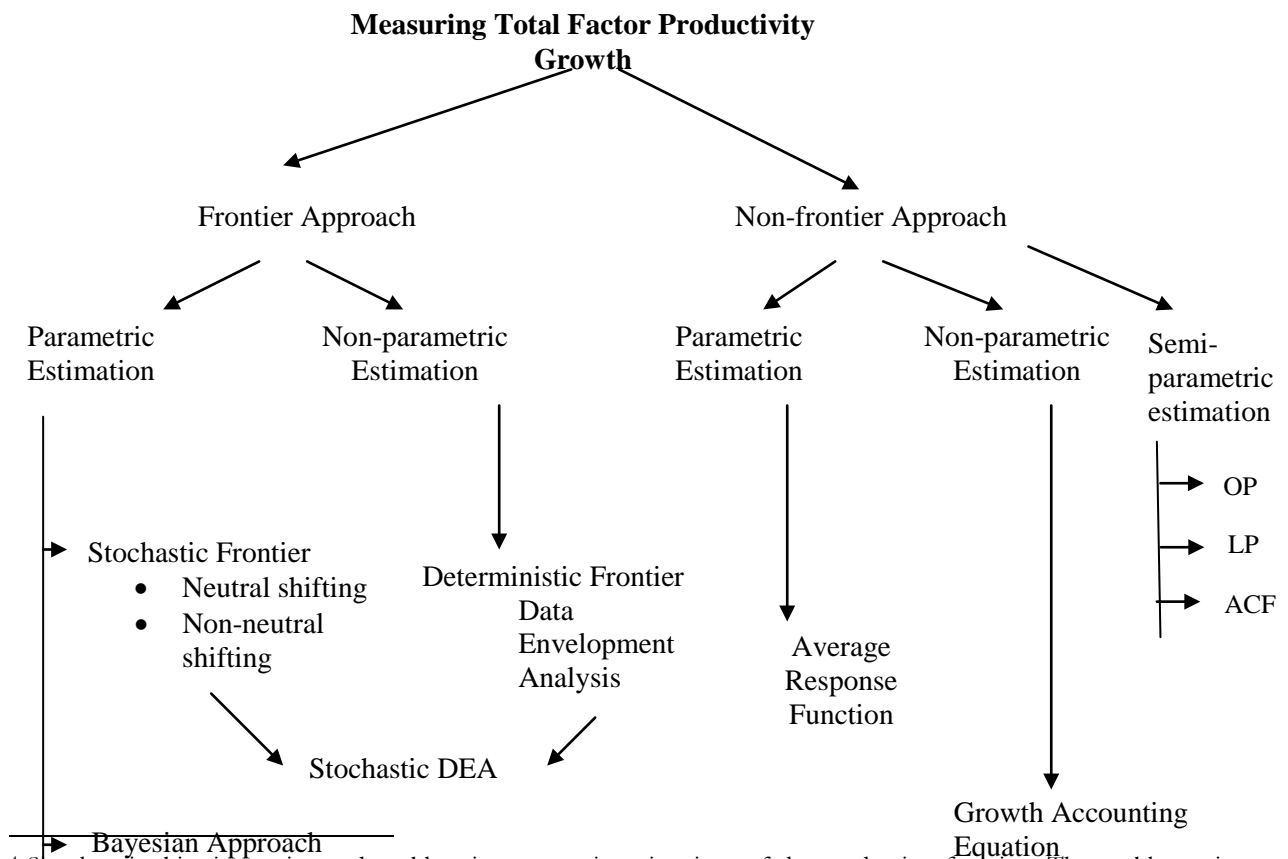 Measuring Total Factor Productivity
Growth
Frontier Approach
Non-frontier Approach
Parametric
Estimation
Non-parametric
Estimation
Parametric
Estimation
Non-parametric
Estimation
Semi-
parametric
estimation
OP
LP
ACF
Stochastic Frontier
• Neutral shifting
• Non-neutral
shifting
Deterministic Frontier
Data
Envelopment
Analysis
Average
Response
Function
Stochastic DEA
Growth Accounting
Equation
Bayesian Approach